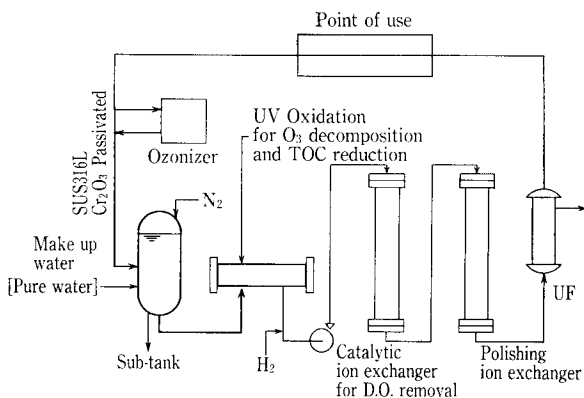 Point of use
SUS316L
Cr₂O₃ Passivated
Ozonizer
UV Oxidation
for O₃ decomposition
and TOC reduction
N₂
Make up
water
[Pure water]
Sub-tank
H₂
Catalytic
ion exchanger
for D.O. removal
Polishing
ion exchanger
UF